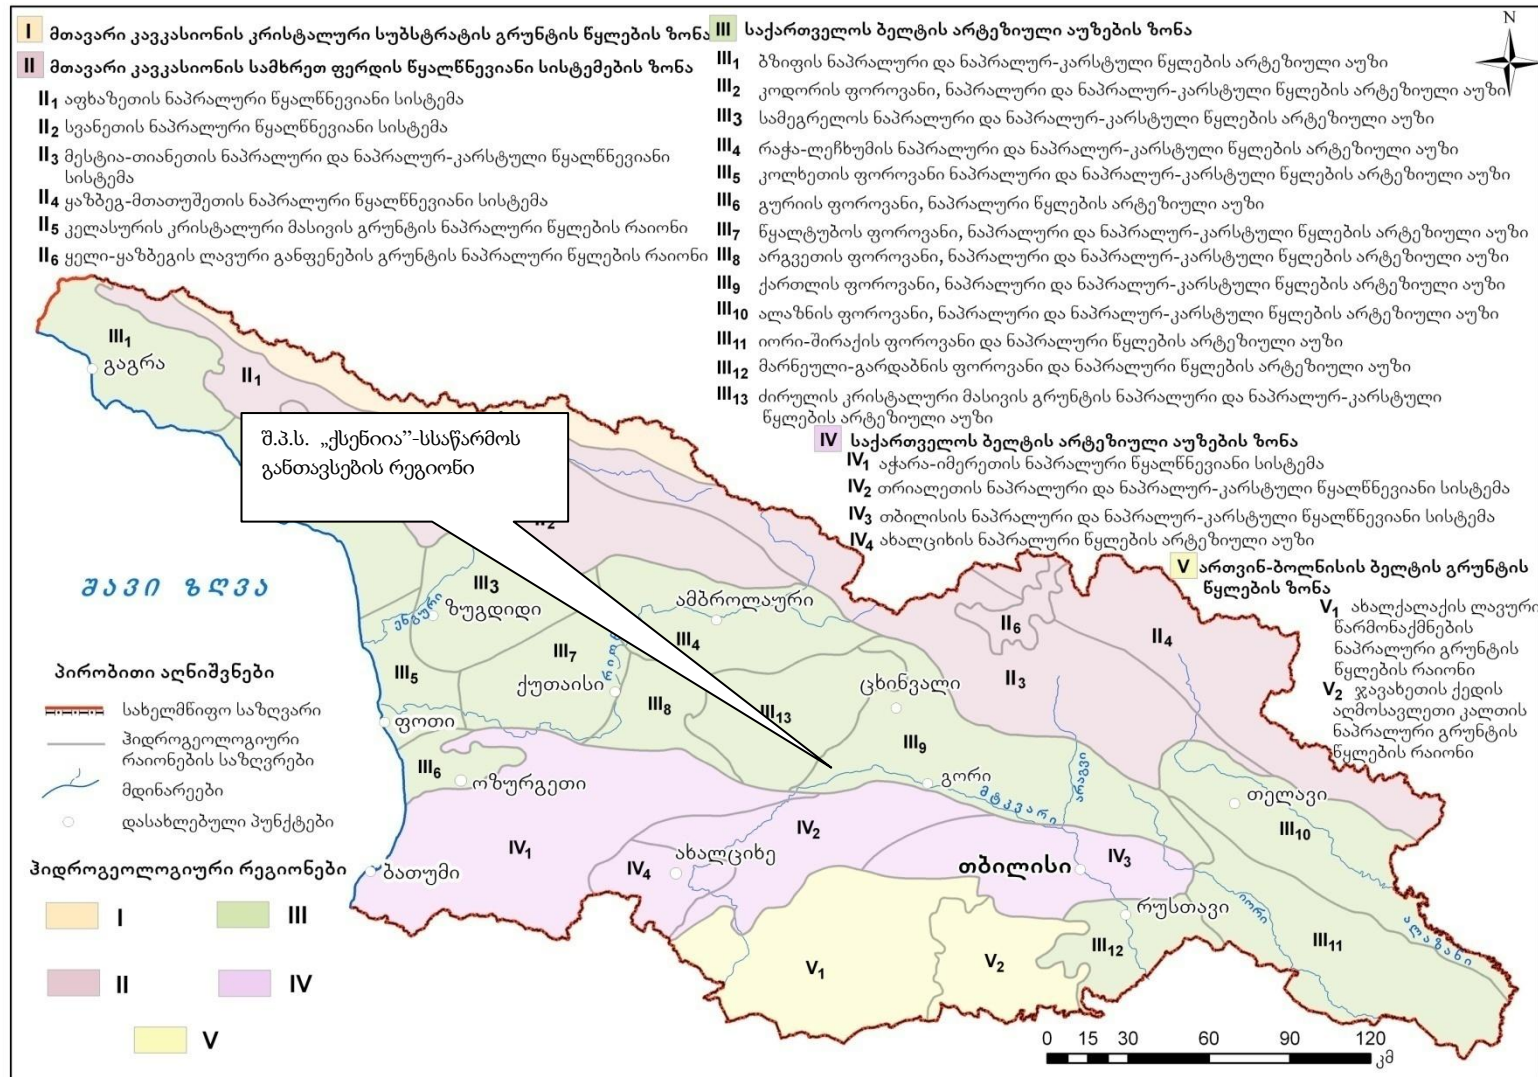 I მთავარი კავკასიონის კრისტალური სუბსტრატის გრუნტის წყლების ზონა
II მთავარი კავკასიონის სამხრეთ ფერდის წყალწნევიანი სისტემების ზონა
II1 აფხაზეთის ნაპრალური წყალწნევიანი სისტემა
II2 სვანეთის ნაპრალური წყალწნევიანი სისტემა
II3 მესტია-თიანეთის ნაპრალური და ნაპრალურ-კარსტული წყალწნევიანი
სისტემა
II4 ყაზბეგ-მთათუშეთის ნაპრალური წყალწნევიანი სისტემა
II5 კელასურის კრისტალური მასივის გრუნტის ნაპრალური წყლების რაიონი
II6 ყელი-ყაზბეგის ლავური განფენების გრუნტის ნაპრალური წყლების რაიონი
III საქართველოს ბელტის არტეზიული აუზების ზონა
III1 ბზიფის ნაპრალური და ნაპრალურ-კარსტული წყლების არტეზიული აუზი
III2 კოდორის ფოროვანი, ნაპრალური და ნაპრალურ-კარსტული წყლების არტეზიული აუზი
III3 სამეგრელოს ნაპრალური და ნაპრალურ-კარსტული წყლების არტეზიული აუზი
III4 რაჭა-ლეჩხუმის ნაპრალური და ნაპრალურ-კარსტული წყლების არტეზიული აუზი
III5 კოლხეთის ფოროვანი ნაპრალური და ნაპრალურ-კარსტული წყლების არტეზიული აუზი
III6 გურიის ფოროვანი, ნაპრალური წყლების არტეზიული აუზი
III7 წყალტუბოს ფოროვანი, ნაპრალური და ნაპრალურ-კარსტული წყლების არტეზიული აუზი
III8 არგვეთის ფოროვანი, ნაპრალური და ნაპრალურ-კარსტული წყლების არტეზიული აუზი
III9 ქართლის ფოროვანი, ნაპრალური და ნაპრალურ-კარსტული წყლების არტეზიული აუზი
III10 ალაზნის ფოროვანი, ნაპრალური და ნაპრალურ-კარსტული წყლების არტეზიული აუზი
III11 იორი-შირაქის ფოროვანი და ნაპრალური წყლების არტეზიული აუზი
III12 მარნეული-გარდაბნის ფოროვანი და ნაპრალური წყლების არტეზიული აუზი
III13 ძირულის კრისტალური მასივის გრუნტის ნაპრალური და ნაპრალურ-კარსტული
წყლების არტეზიული აუზი
IV საქართველოს ბელტის არტეზიული აუზების ზონა
IV1 აჭარა-იმერეთის ნაპრალური წყალწნევიანი სისტემა
IV2 თრიალეთის ნაპრალური და ნაპრალურ-კარსტული წყალწნევიანი სისტემა
IV3 თბილისის ნაპრალური და ნაპრალურ-კარსტული წყალწნევიანი სისტემა
IV4 ახალციხის ნაპრალური წყლების არტეზიული აუზი
V ართვინ-ბოლნისის ბელტის გრუნტის
წყლების ზონა
V1 ახალქალაქის ლავური
წარმონაქმნების
ნაპრალური გრუნტის
წყლების რაიონი
V2 ჯავახეთის ქედის
აღმოსავლეთი კალთის
ნაპრალური გრუნტის
წყლების რაიონი
N
შ.პ.ს. „ქსენიია’’-სსაწარმოს
განთავსების რეგიონი
III1
გაგრა
II1
II2
შავი ზღვა
III3
ზუგდიდი
ენგური
ამბროლაური
III4
III7
ქუთაისი
რიონ
III5
ფოთი
III8
III13
ცხინვალი
III9
გორი
მტკვარი
არაგვი
II6
II4
II3
III6
ოზურგეთი
IV1
IV2
IV4
ახალციხე
ბათუმი
თბილისი
IV3
თელავი
III10
რუსთავი
იორი
ალაზანი
III11
III12
V1
V2
პირობითი აღნიშვნები
სახელმწიფო საზღვარი
ჰიდროგეოლოგიური
რაიონების საზღვრები
მდინარეები
დასახლებული პუნქტები
ჰიდროგეოლოგიური რეგიონები
I III
II IV
V
0 15 30 60 90 120
კმ